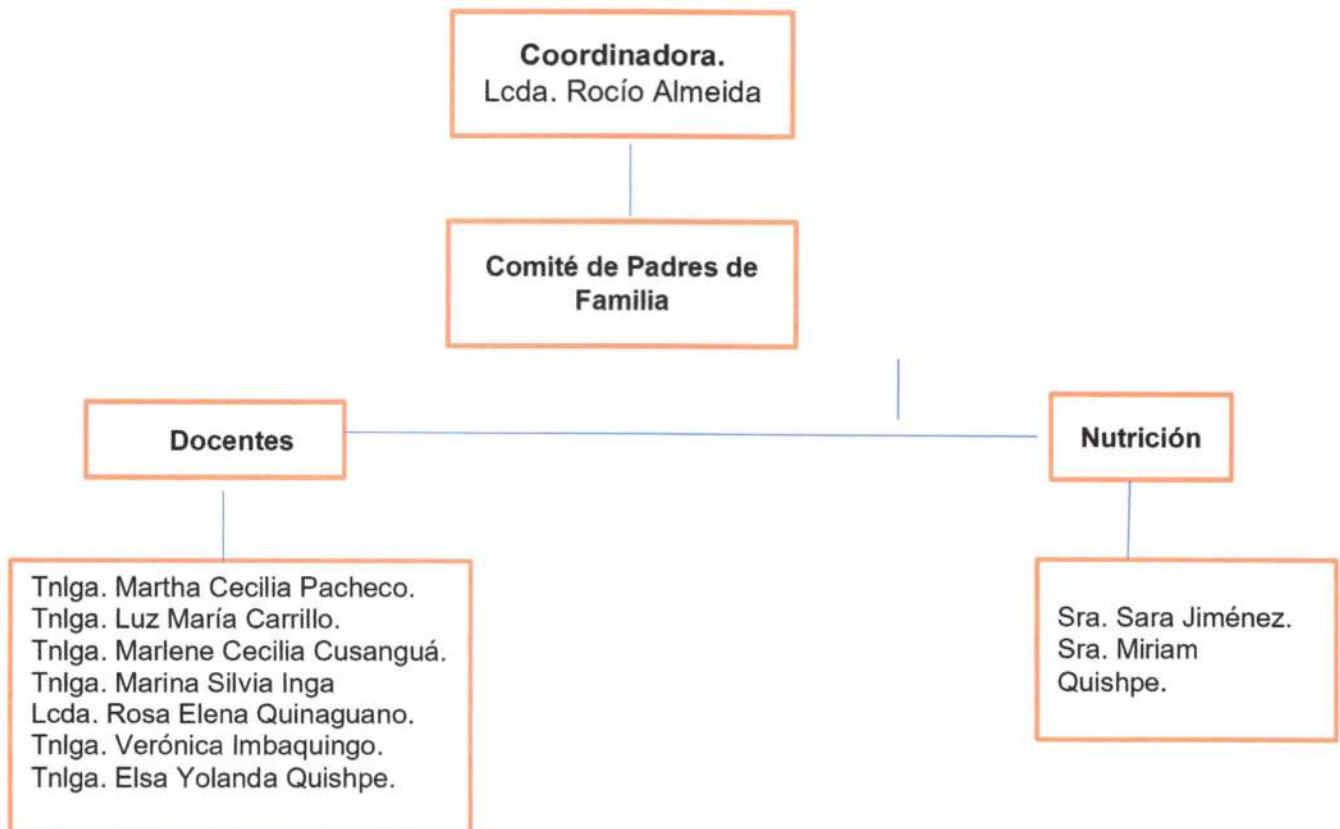 Coordinadora.
Lcda. Rocío Almeida
Comité de Padres de
Familia
Docentes
Nutrición
Tnlga. Martha Cecilia Pacheco.
Tnlga. Luz María Carrillo.
Tnlga. Marlene Cecilia Cusanguá.
Tnlga. Marina Silvia Inga
Lcda. Rosa Elena Quinaguano.
Tnlga. Verónica Imbaquingo.
Tnlga. Elsa Yolanda Quishpe.
Sra. Sara Jiménez.
Sra. Miriam
Quishpe.